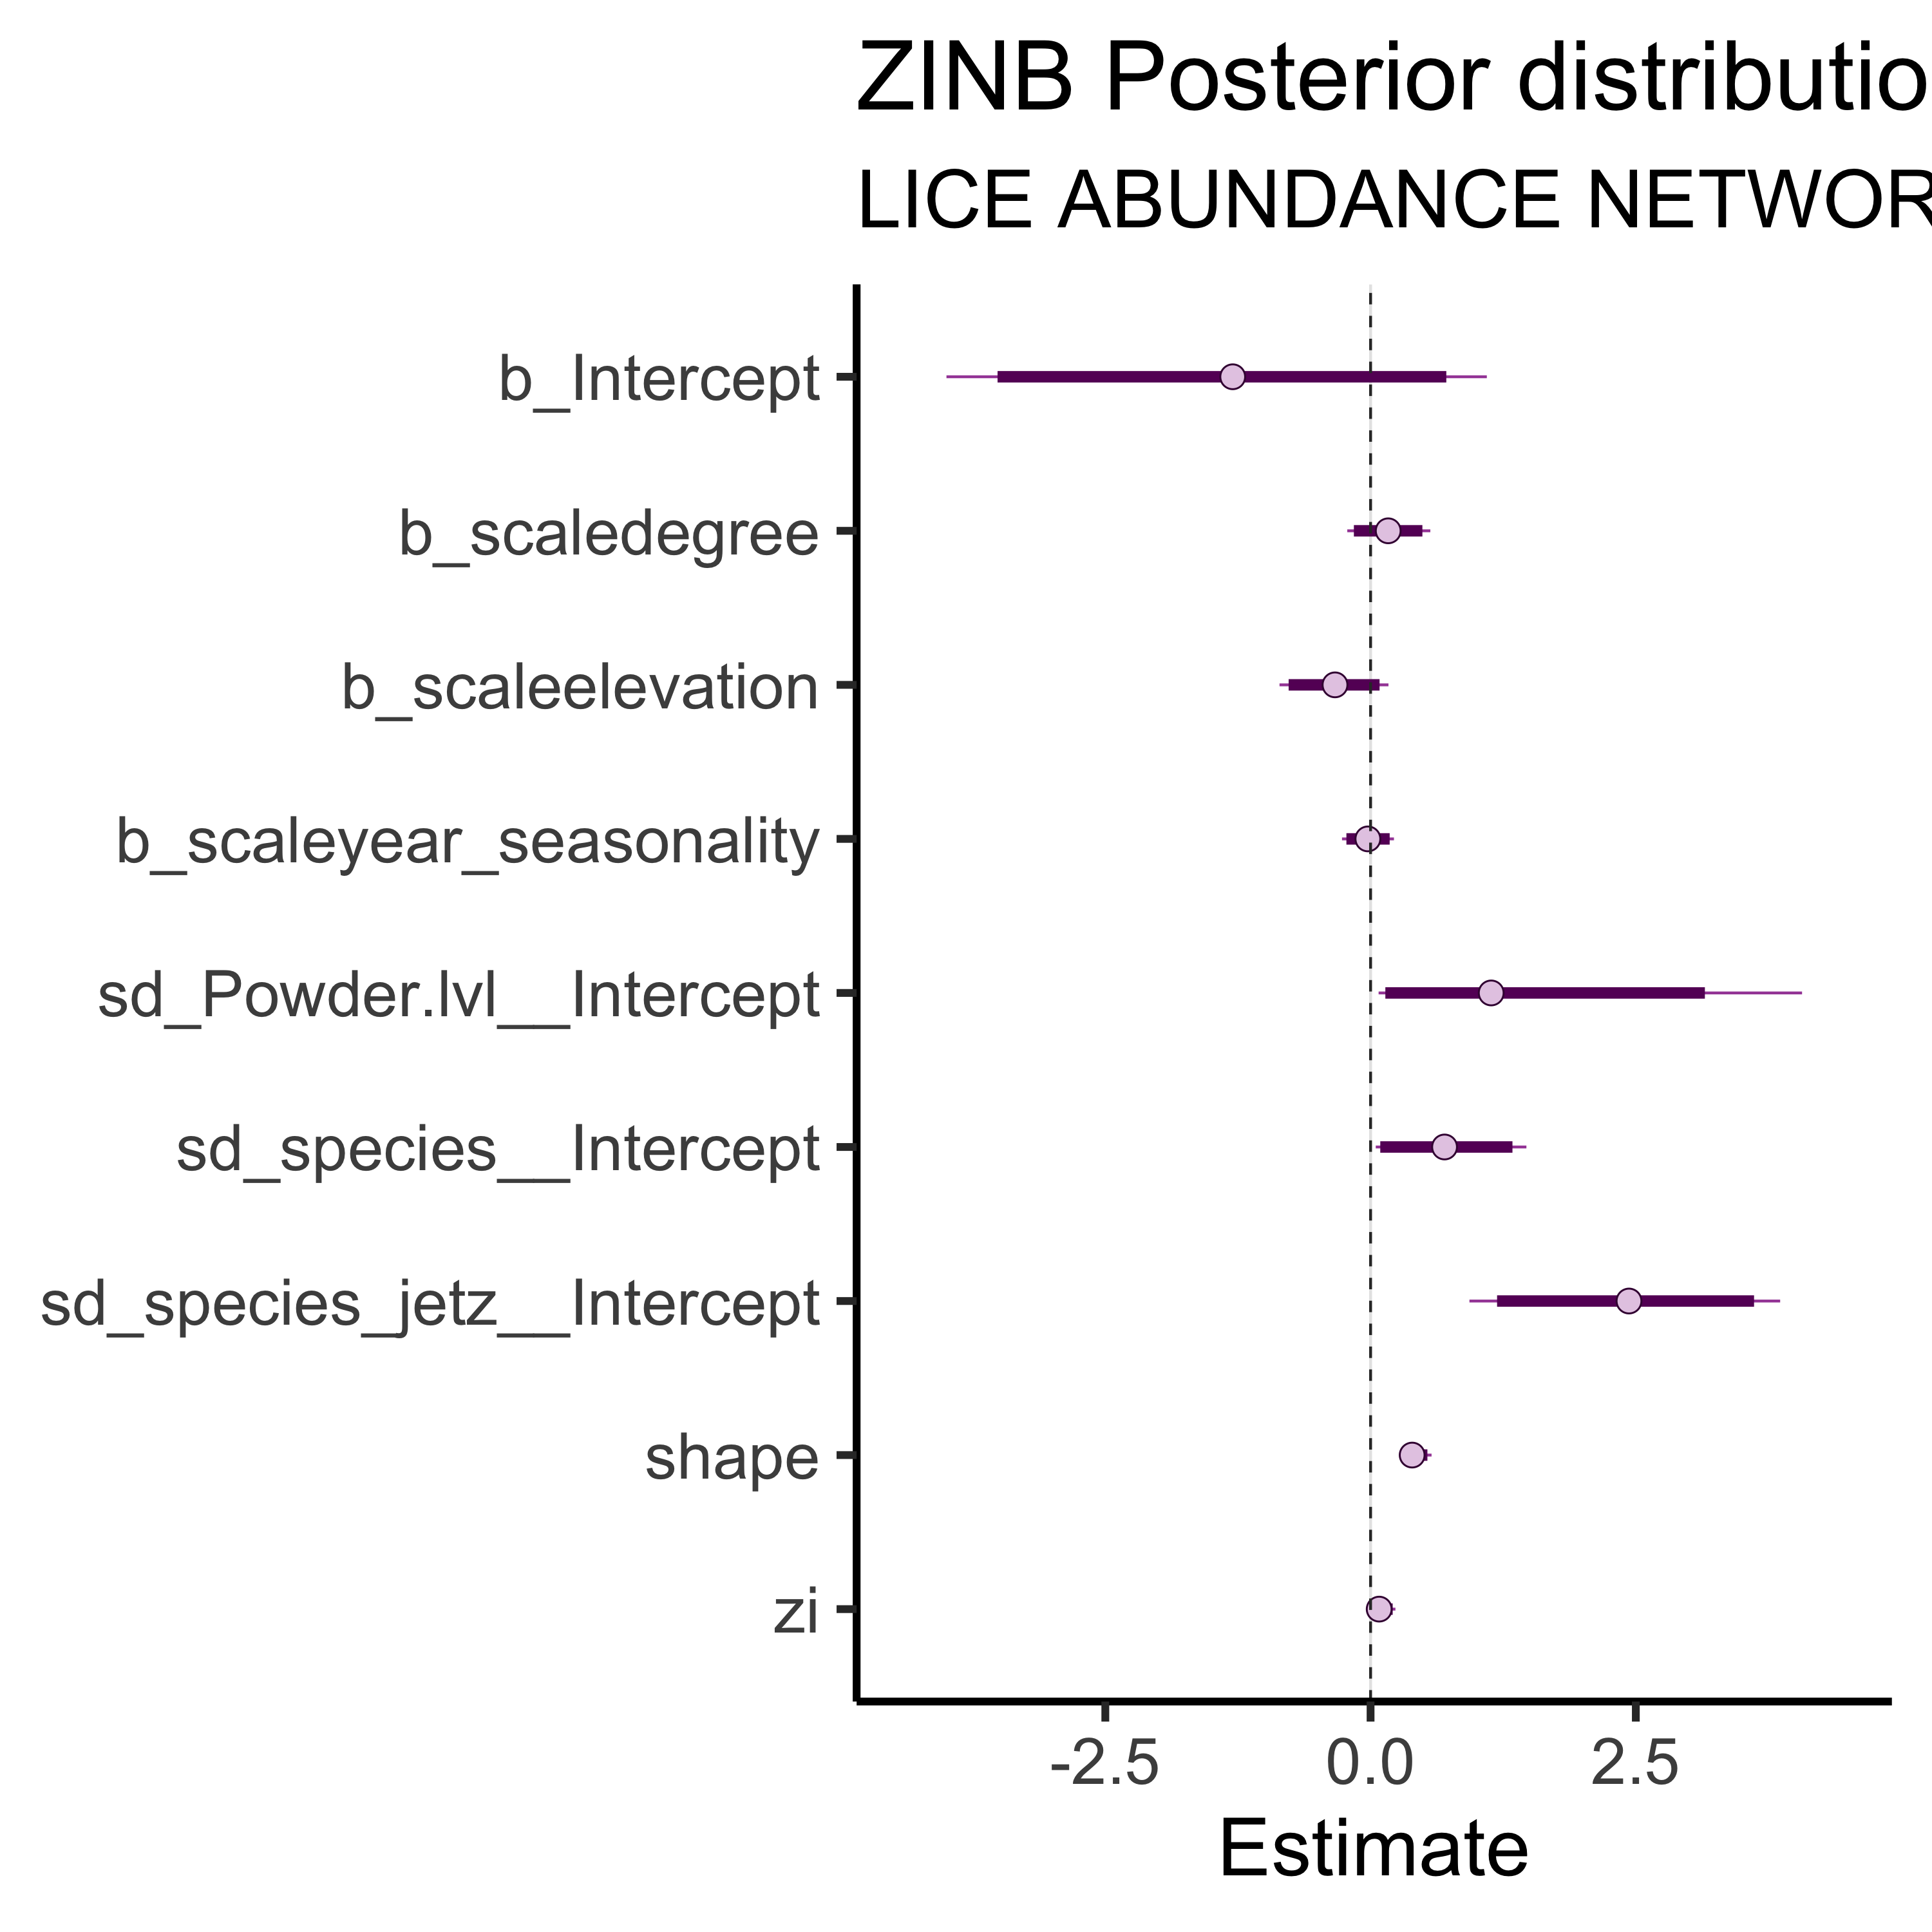 ZINB Posterior distributio
LICE ABUNDANCE NETWOR
b_Intercept
b_scaledegree
b_scaleelevation
b_scaleyear_seasonality
sd_Powder.lvl__Intercept
sd_species__Intercept
sd_species_jetz__Intercept
shape
zi
-2.5 0.0 2.5
Estimate